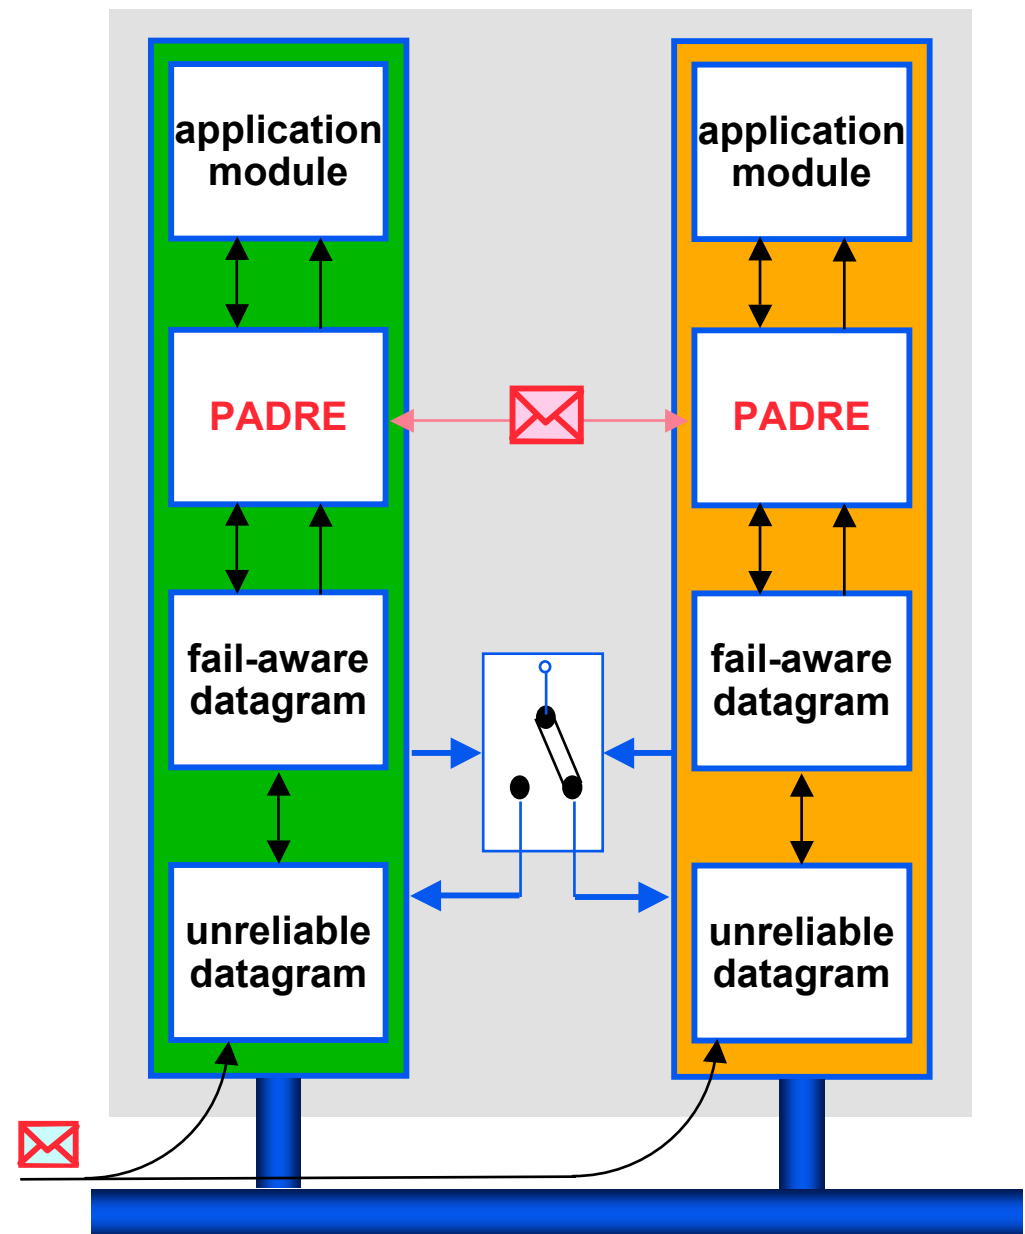 application
module
PADRE
fail-aware
datagram
unreliable
datagram
application
module
PADRE
fail-aware
datagram
unreliable
datagram